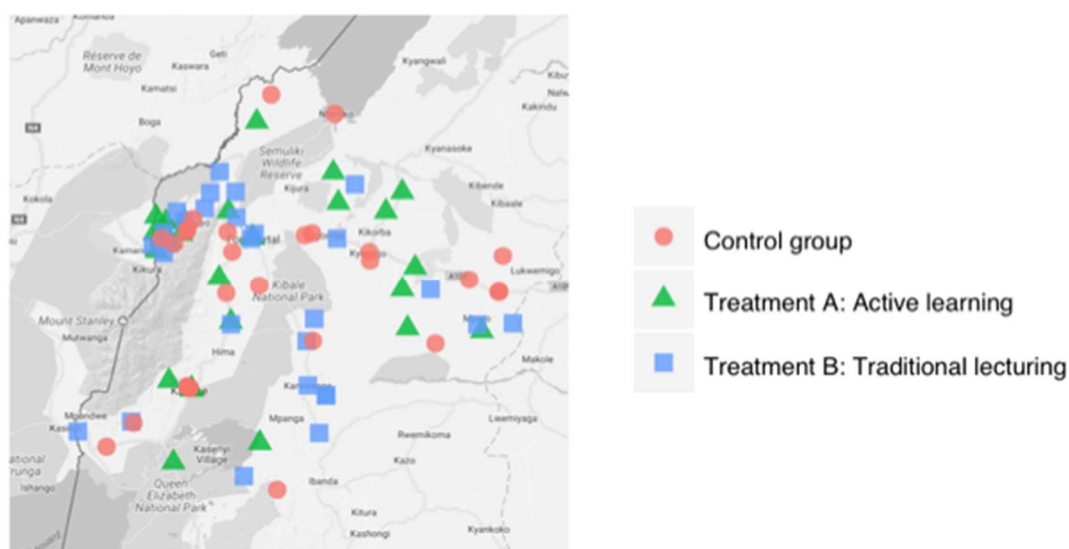 Apanwaza
Komanda
Réserve de
Mont Hoyo
Geti
Kaswara
Kyangwali
Kamatsi
Kakindu
Boga
Kyanasoke
Semuliki
Wildlife
Reserve
Kijura
Kibende
Kibaale
Kokola
Kikorba
Kikura
Lukwemigo
Kibale
National Park
Mount Stanley
Mutwanga
Hima
Makole
Mpondwe
Mpanga
Lwemiyaga
Rwemikoma
Kasenyi
Village
Kazo
Ishango
Queen
Elizabeth
National Park
Ibanda
Kitura
Kashongi
Kyankoko
Control group
Treatment A: Active learning
Treatment B: Traditional lecturing